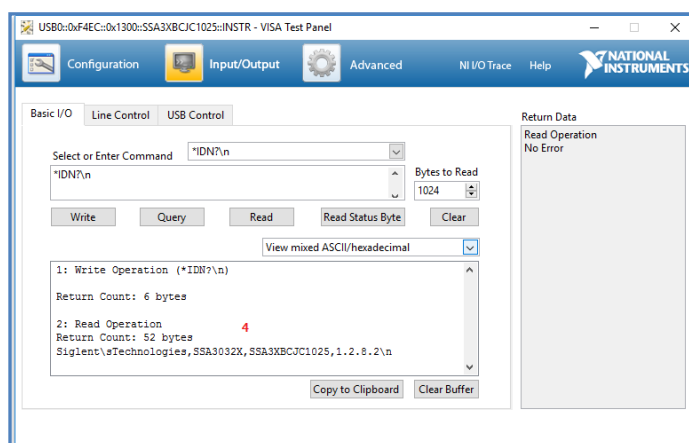 USB0::0xF4EC::0x1300::SSA3XBCJC1025::INSTR - VISA Test Panel
Configuration Input/Output Advanced NI I/O Trace Help NATIONAL INSTRUMENTS
Basic I/O Line Control USB Control
Return Data
Read Operation
No Error
Select or Enter Command *IDN?\n
*IDN?\n
Bytes to Read
1024
Write Query Read Read Status Byte Clear
View mixed ASCII/hexadecimal
1: Write Operation (*IDN?\n)
Return Count: 6 bytes
2: Read Operation
4
Return Count: 52 bytes
Siglent\sTechnologies,SSA3032X,SSA3XBCJC1025,1.2.8.2\n
Copy to Clipboard Clear Buffer